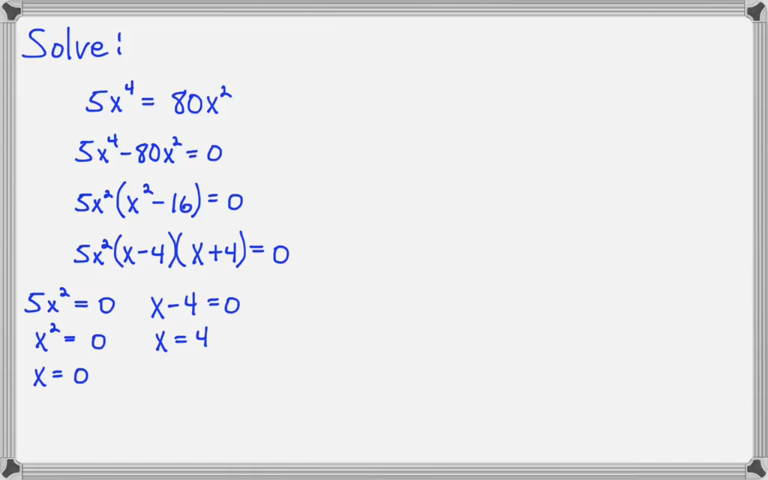 Solve:
5x⁴ = 80x²
5x⁴ - 80x² = 0
5x²(x² - 16) = 0
5x²(x - 4)(x + 4) = 0
5x² = 0 x - 4 = 0
x² = 0 x = 4
x = 0